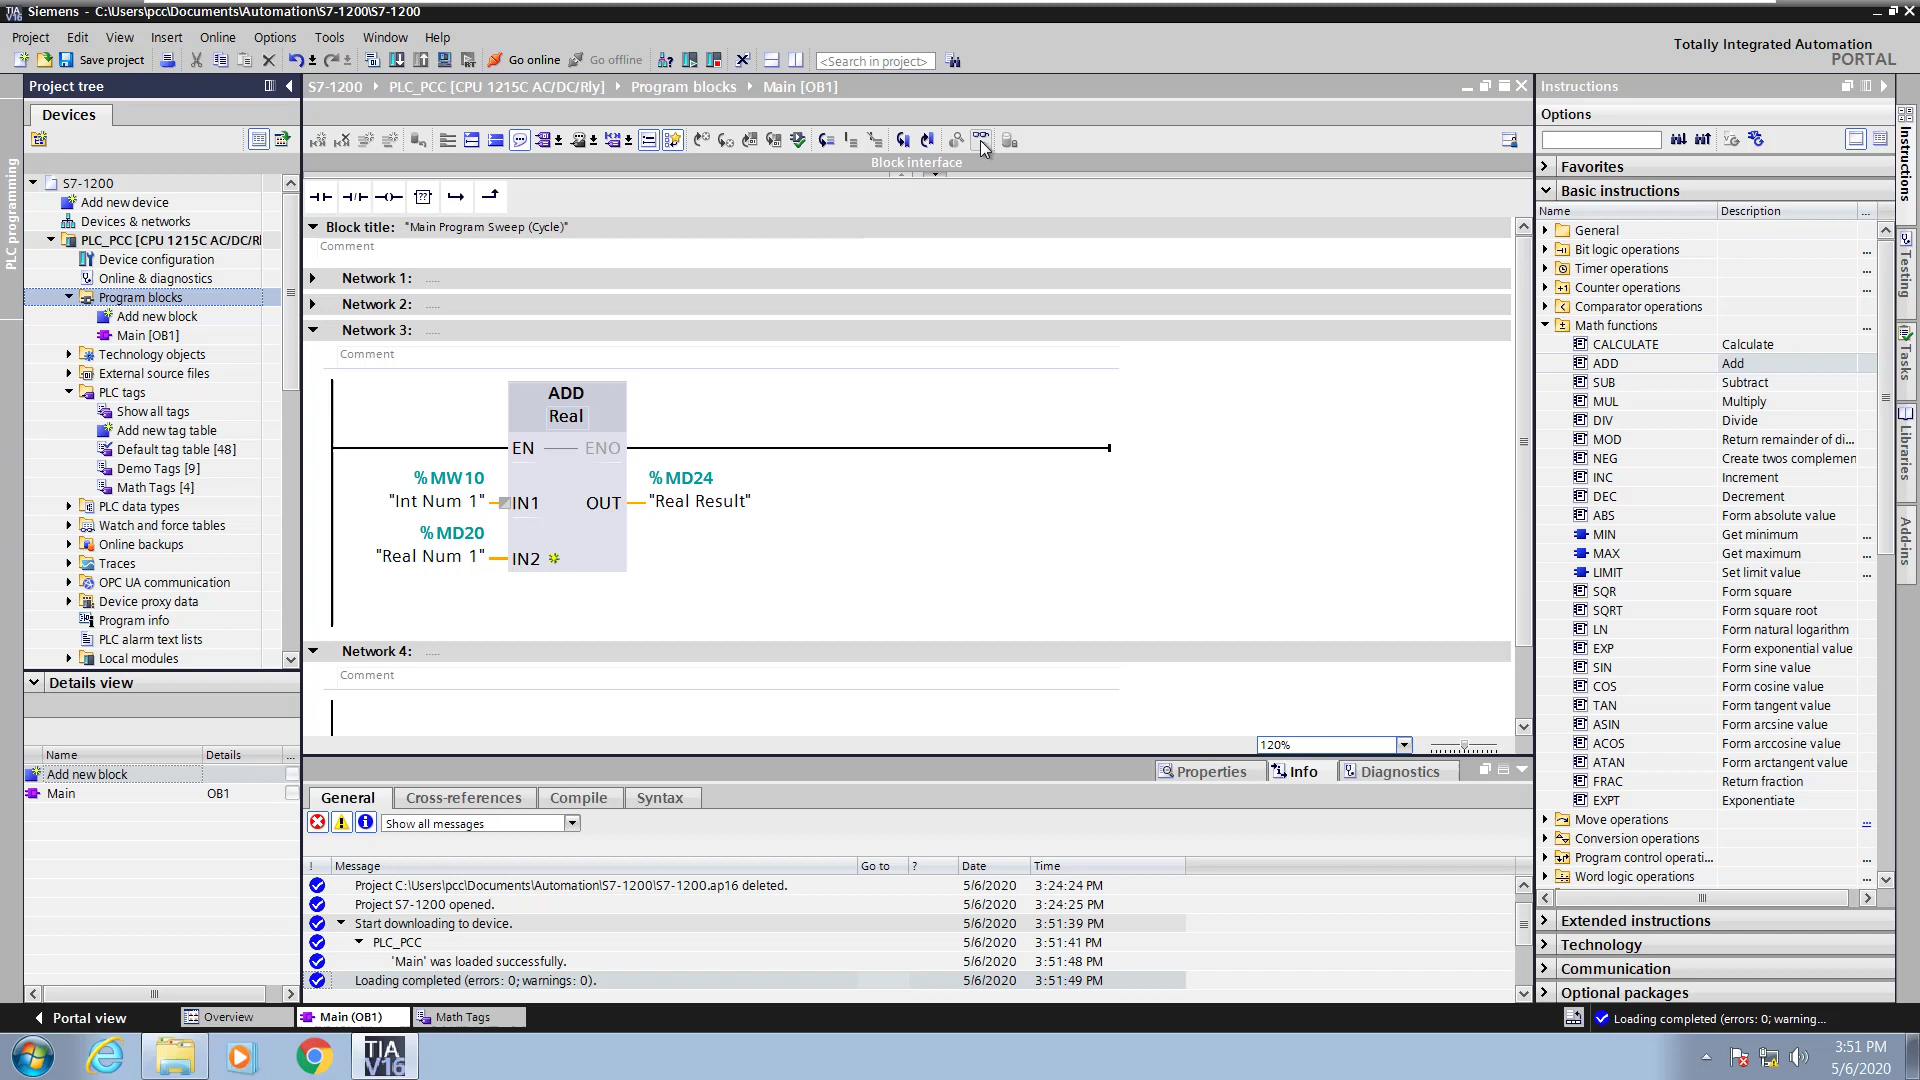 Siemens - C:\Users\pcc\Documents\Automation\S7-1200\S7-1200
Project Edit View Insert Online Options Tools Window Help
Totally Integrated Automation
PORTAL
Save project
Go online
Go offline
<Search in project>
Project tree
S7-1200 PLC_PCC [CPU 1215C AC/DC/Rly] Program blocks Main [OB1]
Instructions
Devices
Options
Block interface
PLC programming
S7-1200
Add new device
Devices & networks
PLC_PCC [CPU 1215C AC/DC/R
Device configuration
Online & diagnostics
Program blocks
Add new block
Main [OB1]
Technology objects
External source files
PLC tags
Show all tags
Add new tag table
Default tag table [48]
Demo Tags [9]
Math Tags [4]
PLC data types
Watch and force tables
Online backups
Traces
OPC UA communication
Device proxy data
Program info
PLC alarm text lists
Local modules
Details view
Name Details ...
Add new block
Main OB1
??
Block title: "Main Program Sweep (Cycle)"
Comment
Network 1: .....
Network 2: .....
Network 3: .....
Comment
ADD
Real
EN ENO
%MW10
"Int Num 1" IN1
OUT
%MD24
"Real Result"
%MD20
"Real Num 1" IN2
Network 4: .....
Comment
120%
Properties Info Diagnostics
General Cross-references Compile Syntax
Show all messages
! Message Go to ? Date Time
Project C:\Users\pcc\Documents\Automation\S7-1200\S7-1200.ap16 deleted. 5/6/2020 3:24:24 PM
Project S7-1200 opened. 5/6/2020 3:24:25 PM
Start downloading to device. 5/6/2020 3:51:39 PM
PLC_PCC 5/6/2020 3:51:41 PM
'Main' was loaded successfully. 5/6/2020 3:51:48 PM
Loading completed (errors: 0; warnings: 0). 5/6/2020 3:51:49 PM
Favorites
Basic instructions
Name Description ...
General
Bit logic operations ...
Timer operations ...
Counter operations ...
Comparator operations
Math functions ...
CALCULATE Calculate
ADD Add
SUB Subtract
MUL Multiply
DIV Divide
MOD Return remainder of di...
NEG Create twos complemen
INC Increment
DEC Decrement
ABS Form absolute value
MIN Get minimum ...
MAX Get maximum ...
LIMIT Set limit value ...
SQR Form square
SQRT Form square root
LN Form natural logarithm
EXP Form exponential value
SIN Form sine value
COS Form cosine value
TAN Form tangent value
ASIN Form arcsine value
ACOS Form arccosine value
ATAN Form arctangent value
FRAC Return fraction
EXPT Exponentiate
Move operations ...
Conversion operations
Program control operati... ...
Word logic operations ...
Extended instructions
Technology
Communication
Optional packages
Instructions
Testing
Tasks
Libraries
Add-ins
Portal view
Overview
Main (OB1)
Math Tags
Loading completed (errors: 0; warning...
TIA
V16
3:51 PM
5/6/2020